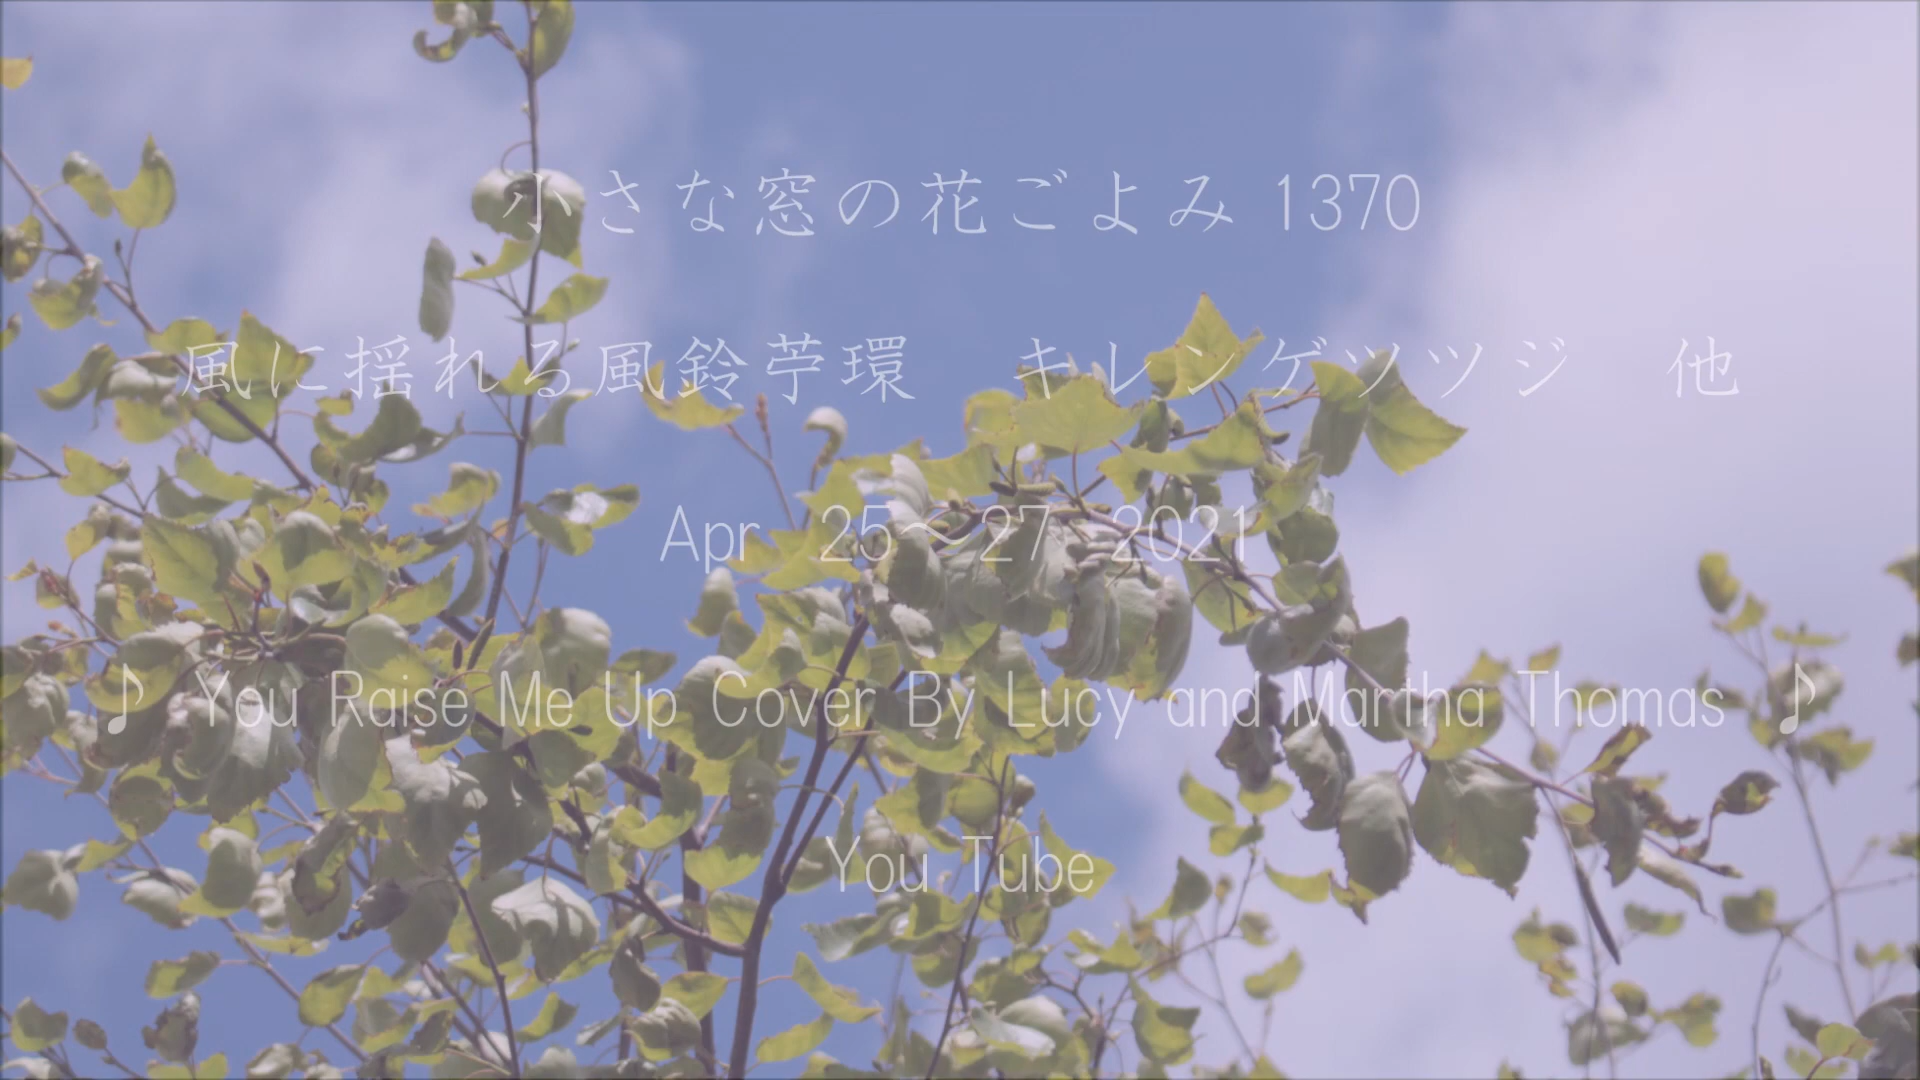 小さな窓の花ごよみ 1370
風に揺れる風鈴苧環　キレンゲツツジ　他
Apr 25～27 2021
♪ You Raise Me Up Cover By Lucy and Martha Thomas ♪
You Tube